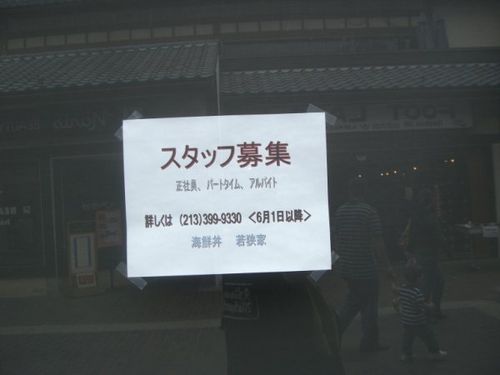 スタッフ募集
正社員、パートタイム、アルバイト
詳しくは (213)399-9330 <6月1日以降>
海鮮丼 若狭家